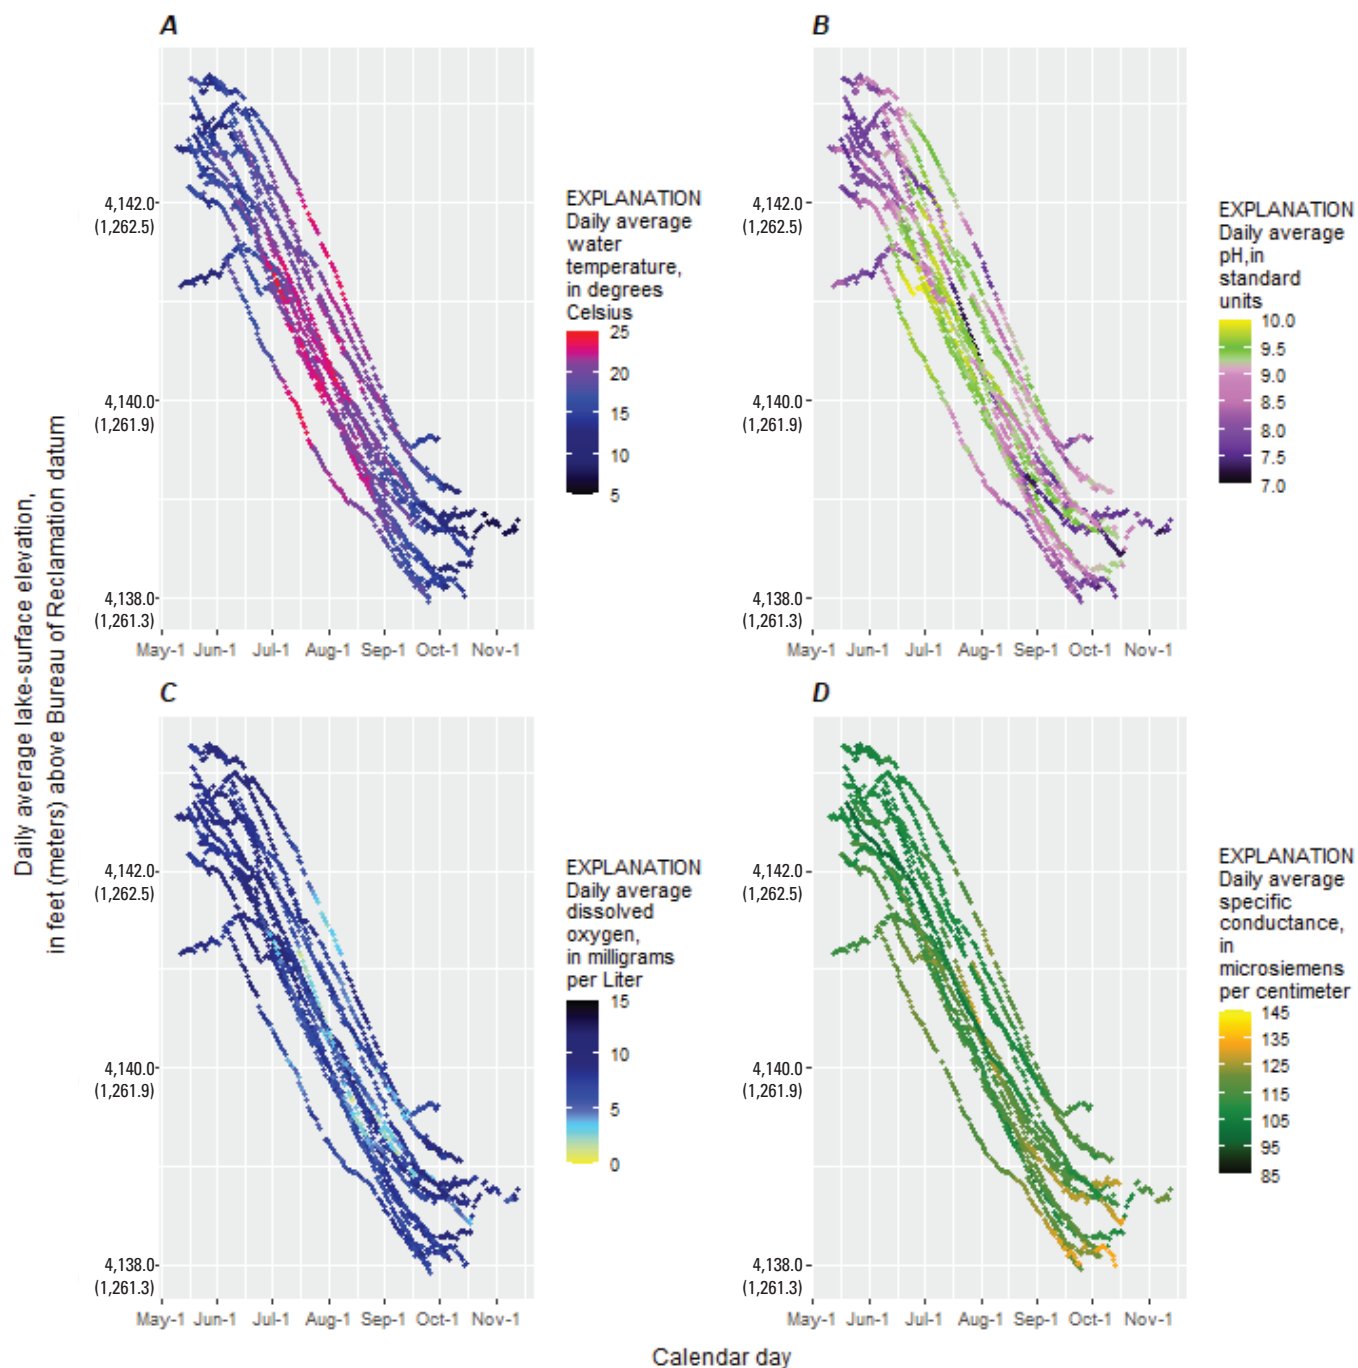 A
4,142.0
(1,262.5)
4,140.0
(1,261.9)
4,138.0
(1,261.3)
May-1 Jun-1 Jul-1 Aug-1 Sep-1 Oct-1 Nov-1
EXPLANATION
Daily average
water
temperature,
in degrees
Celsius
25
20
15
10
5
B
4,142.0
(1,262.5)
4,140.0
(1,261.9)
4,138.0
(1,261.3)
May-1 Jun-1 Jul-1 Aug-1 Sep-1 Oct-1 Nov-1
EXPLANATION
Daily average
pH,in
standard
units
10.0
9.5
9.0
8.5
8.0
7.5
7.0
Daily average lake-surface elevation,
in feet (meters) above Bureau of Reclamation datum
C
4,142.0
(1,262.5)
4,140.0
(1,261.9)
4,138.0
(1,261.3)
May-1 Jun-1 Jul-1 Aug-1 Sep-1 Oct-1 Nov-1
EXPLANATION
Daily average
dissolved
oxygen,
in milligrams
per Liter
15
10
5
0
D
4,142.0
(1,262.5)
4,140.0
(1,261.9)
4,138.0
(1,261.3)
May-1 Jun-1 Jul-1 Aug-1 Sep-1 Oct-1 Nov-1
EXPLANATION
Daily average
specific
conductance,
in
microsiemens
per centimeter
145
135
125
115
105
95
85
Calendar day